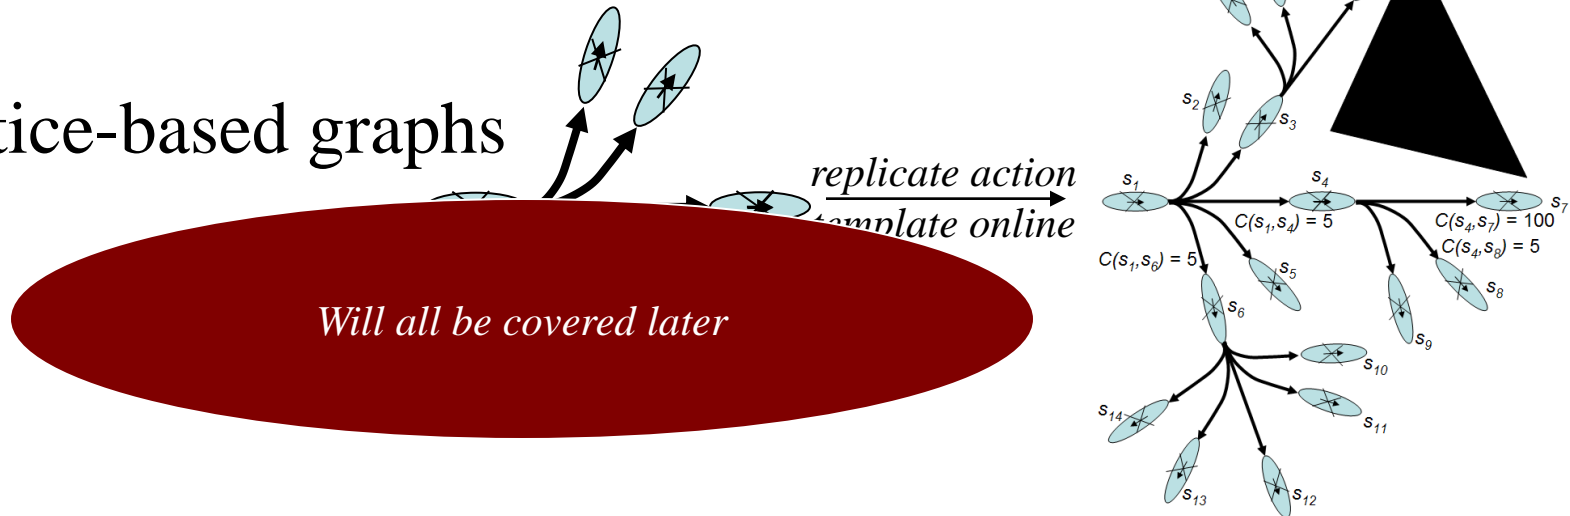 tice-based graphs
replicate action
template online
Will all be covered later
s2
s3
s1
s4
s7
C(s1,s4) = 5
C(s4,s7) = 100
C(s4,s8) = 5
C(s1,s6) = 5
s5
s8
s6
s9
s10
s14
s11
s13
s12